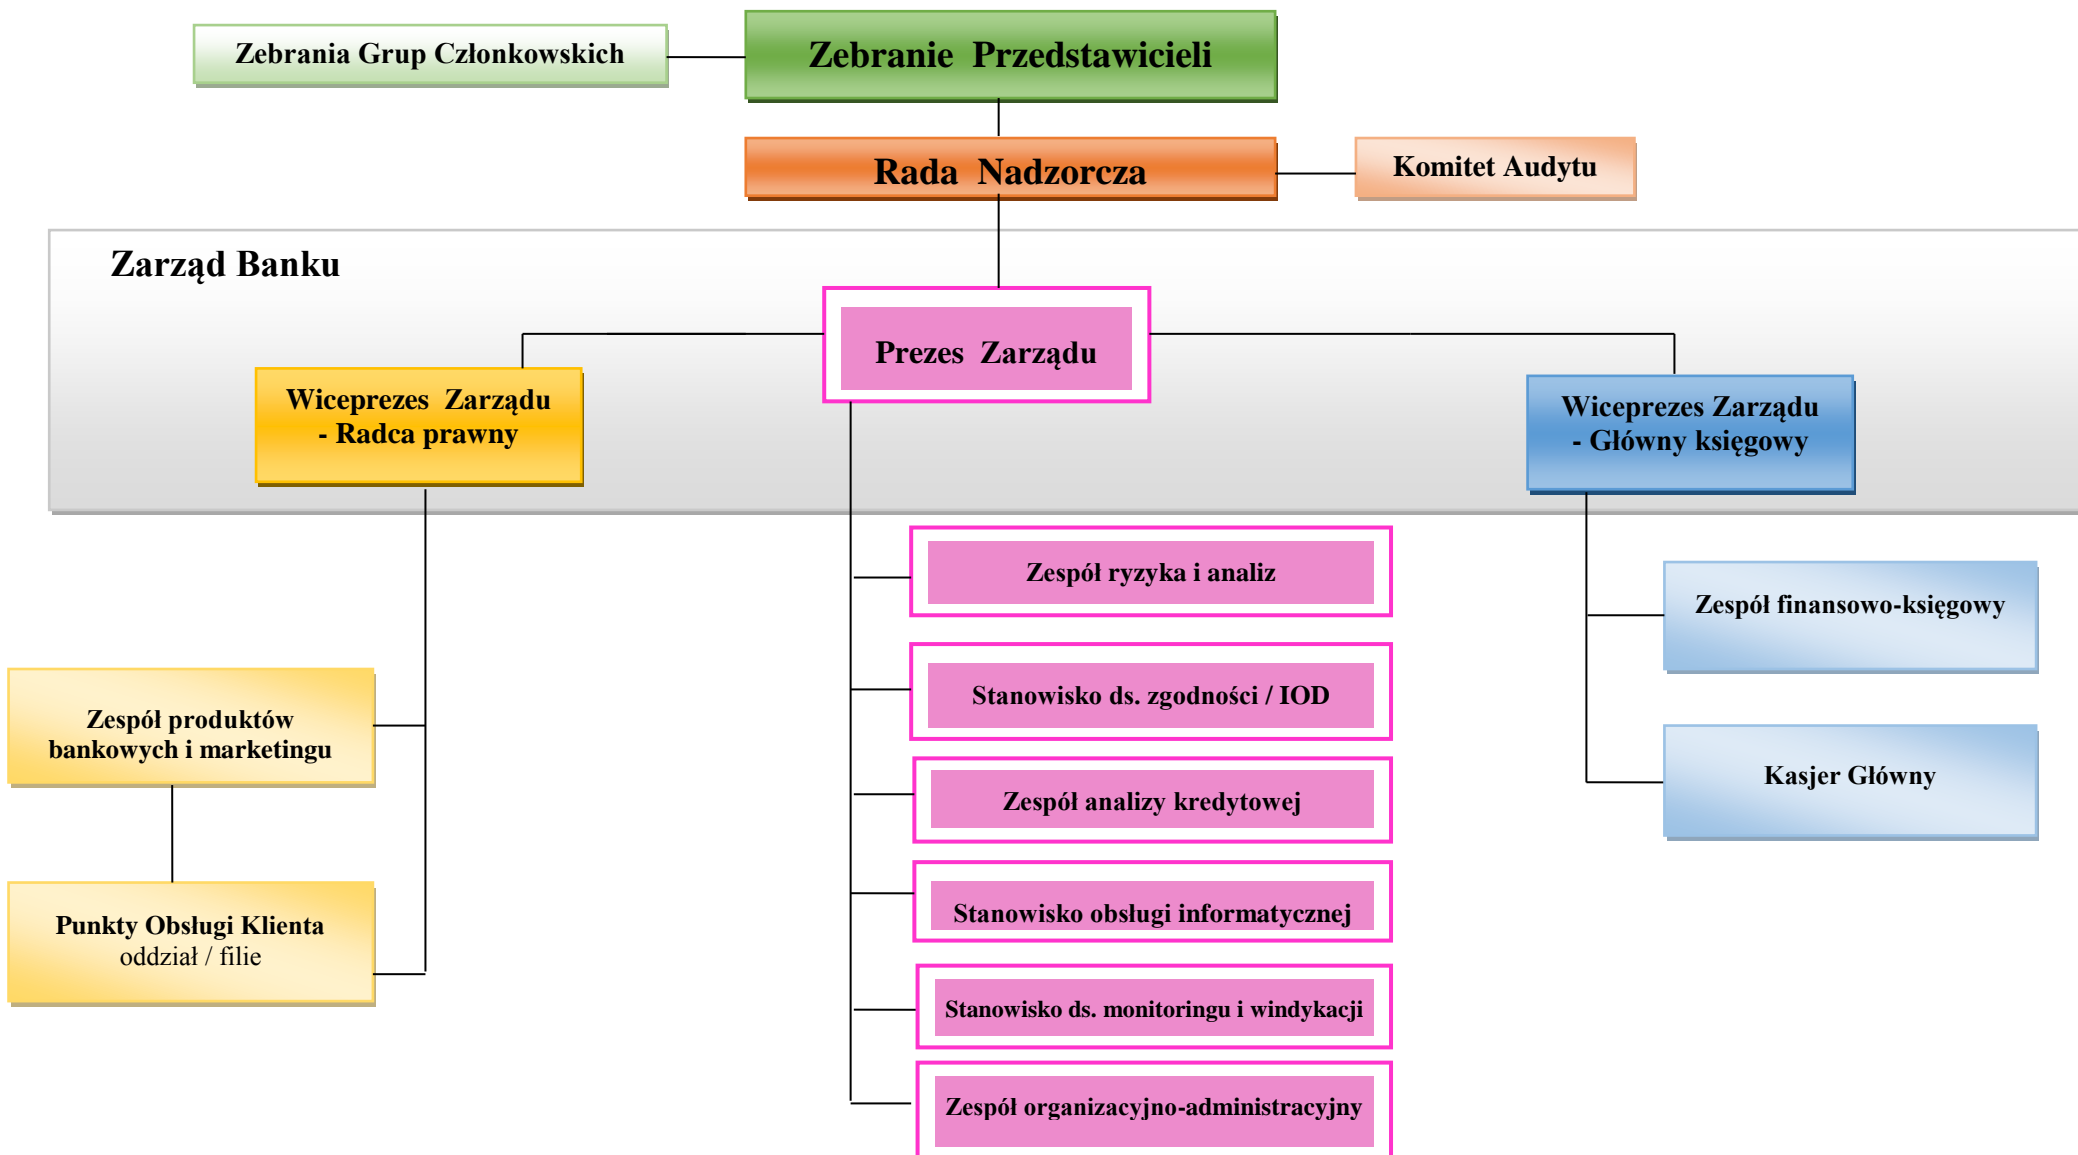 Zebrania Grup Członkowskich
Zebranie Przedstawicieli
Rada Nadzorcza
Komitet Audytu
Zarząd Banku
Prezes Zarządu
Wiceprezes Zarządu
- Radca prawny
Wiceprezes Zarządu
- Główny księgowy
Zespół ryzyka i analiz
Zespół finansowo-księgowy
Stanowisko ds. zgodności / IOD
Zespół produktów
bankowych i marketingu
Zespół analizy kredytowej
Kasjer Główny
Stanowisko obsługi informatycznej
Punkty Obsługi Klienta
oddział / filie
Stanowisko ds. monitoringu i windykacji
Zespół organizacyjno-administracyjny